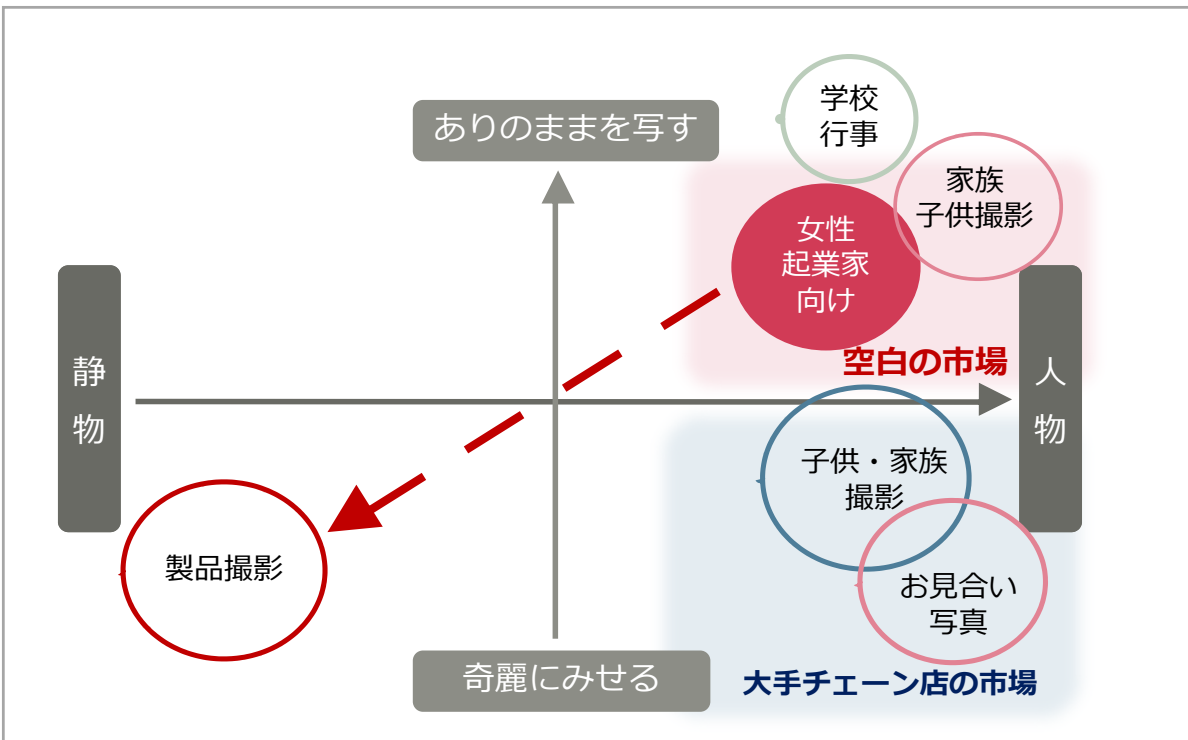 ありのままを写す
学校
行事
家族
子供撮影
女性
起業家
向け
空白の市場
静
物
人
物
子供・家族
撮影
製品撮影
お見合い
写真
奇麗にみせる
大手チェーン店の市場